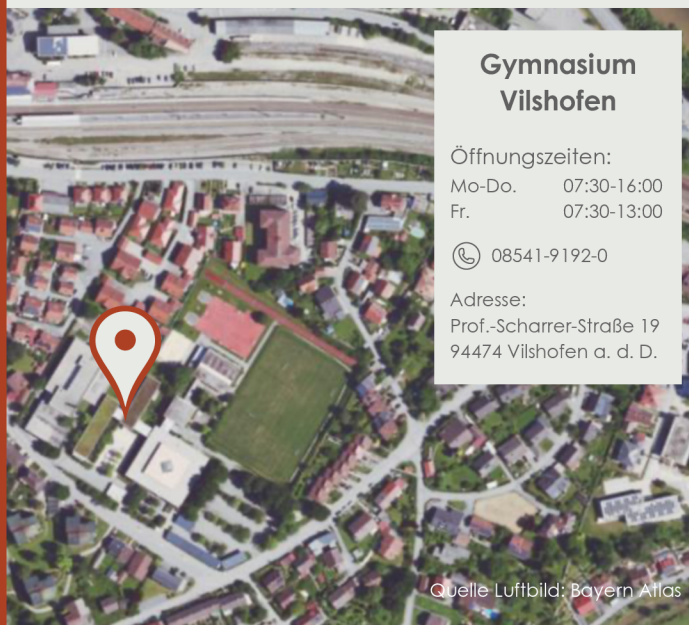 Gymnasium
Vilshofen
Öffnungszeiten:
Mo-Do. 07:30-16:00
Fr. 07:30-13:00
08541-9192-0
Adresse:
Prof.-Scharrer-Straße 19
94474 Vilshofen a. d. D.
Quelle Luftbild: Bayern Atlas